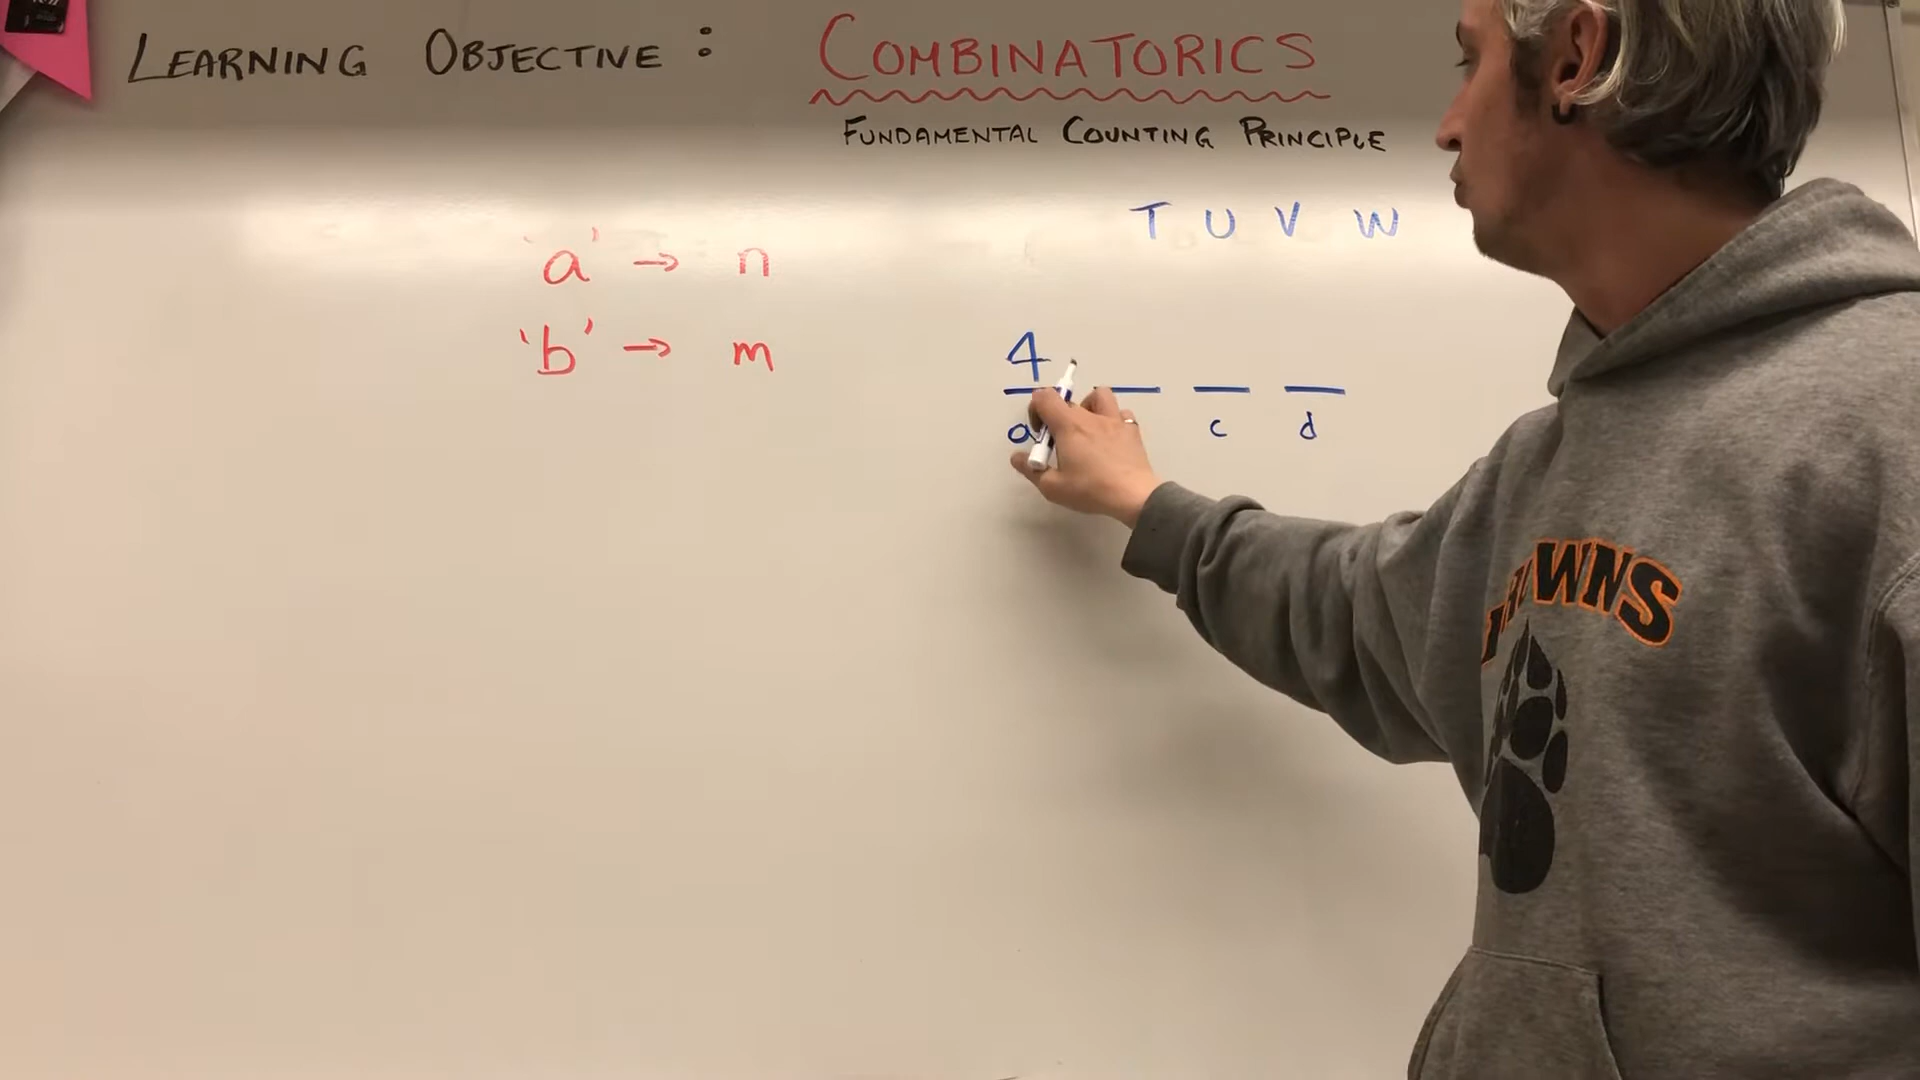 LEARNING OBJECTIVE : COMBINATORICS
FUNDAMENTAL COUNTING PRINCIPLE
T U V W
'a' → n
'b' → m
4
a c d